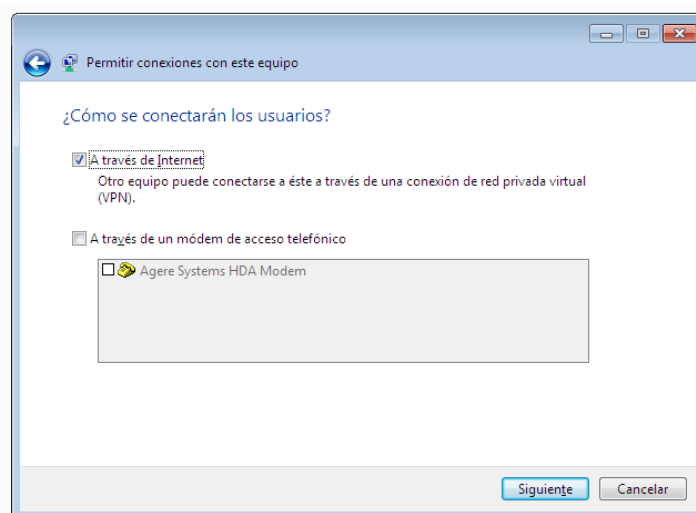 Permitir conexiones con este equipo
¿Cómo se conectarán los usuarios?
A través de Internet
Otro equipo puede conectarse a éste a través de una conexión de red privada virtual
(VPN).
A través de un módem de acceso telefónico
Agere Systems HDA Modem
Siguiente
Cancelar